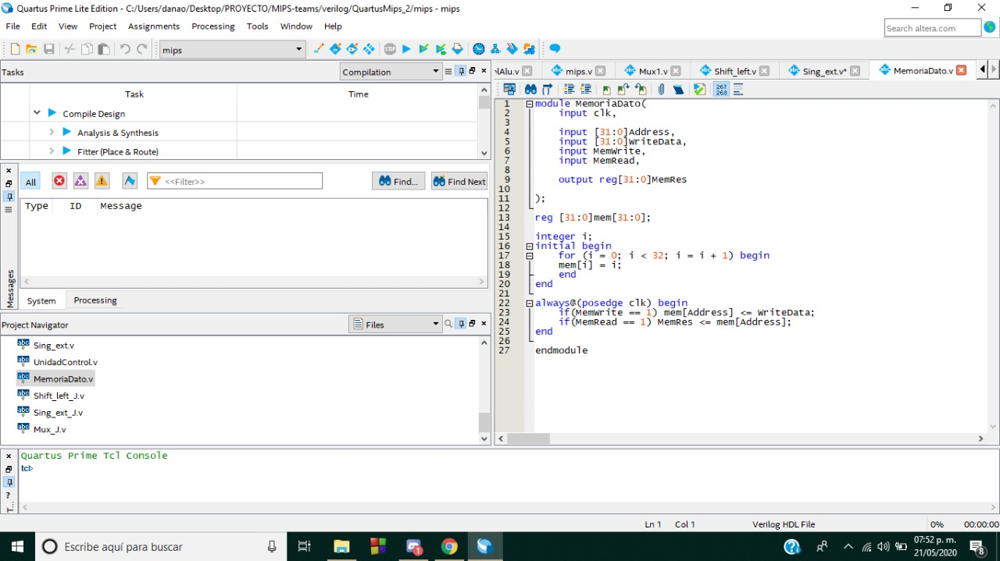 Quartus Prime Lite Edition - C:/Users/danao/Desktop/PROYECTO/MIPS-teams/verilog/QuartusMips_2/mips - mips
File Edit View Project Assignments Processing Tools Window Help
Search altera.com
mips
Tasks
Compilation
Task Time
Compile Design
Analysis & Synthesis
Fitter (Place & Route)
All
<<Filter>>
Find...
Find Next
Type ID Message
System Processing
Messages
Project Navigator
Files
Sing_ext.v
UnidadControl.v
MemoriaDato.v
Shift_left_J.v
Sing_ext_J.v
Mux_J.v
lAlu.v mips.v Mux1.v Shift_left.v Sing_ext.v* MemoriaDato.v
267
268
1 module MemoriaDato(
2 input clk,
3
4 input [31:0]Address,
5 input [31:0]WriteData,
6 input MemWrite,
7 input MemRead,
8
9 output reg[31:0]MemRes
10
11 );
12
13 reg [31:0]mem[31:0];
14
15 integer i;
16 initial begin
17 for (i = 0; i < 32; i = i + 1) begin
18 mem[i] = i;
19 end
20 end
21
22 always@(posedge clk) begin
23 if(MemWrite == 1) mem[Address] <= WriteData;
24 if(MemRead == 1) MemRes <= mem[Address];
25 end
26
27 endmodule
Quartus Prime Tcl Console
tcl>
Ln 1 Col 1 Verilog HDL File 0% 00:00:00
Escribe aquí para buscar
07:52 p. m.
21/05/2020
8